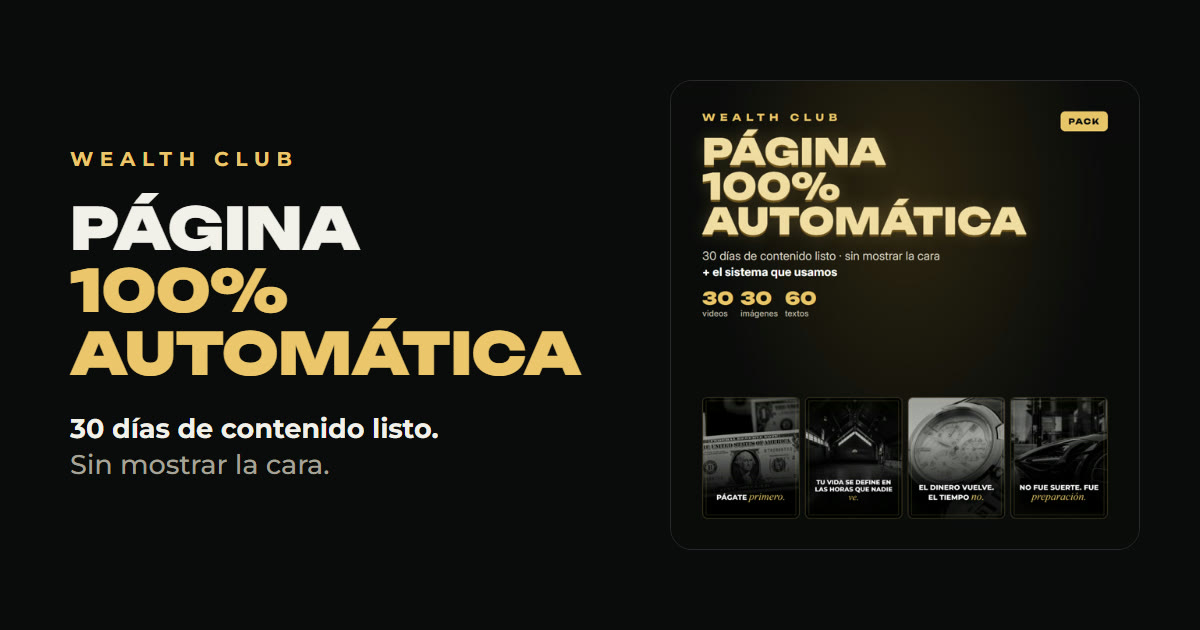 WEALTH CLUB
PÁGINA
100%
AUTOMÁTICA
30 días de contenido listo.
Sin mostrar la cara.
WEALTH CLUB
PACK
PÁGINA
100%
AUTOMÁTICA
30 días de contenido listo · sin mostrar la cara
+ el sistema que usamos
30 30 60
videos imágenes textos
PÁGATE primero.
TU VIDA SE DEFINE EN
LAS HORAS QUE NADIE
ve.
EL DINERO VUELVE.
EL TIEMPO no.
NO FUE SUERTE. FUE
preparación.